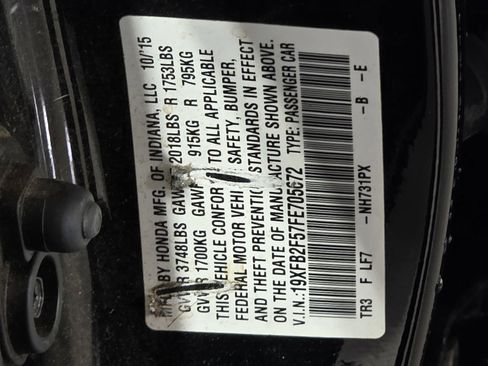 MFD. BY HONDA MFG. OF INDIANA, LLC 10/15
GVWR 3748LBS GAWR F 2018LBS R 1753LBS
GVWR 1700KG GAWR F 915KG R 795KG
THIS VEHICLE CONFORMS TO ALL APPLICABLE
FEDERAL MOTOR VEHICLE SAFETY, BUMPER,
AND THEFT PREVENTION STANDARDS IN EFFECT
ON THE DATE OF MANUFACTURE SHOWN ABOVE.
V.I.N.:19XFB2F57FE705672 TYPE: PASSENGER CAR
TR3 F LF7 -NH731PX -B -E